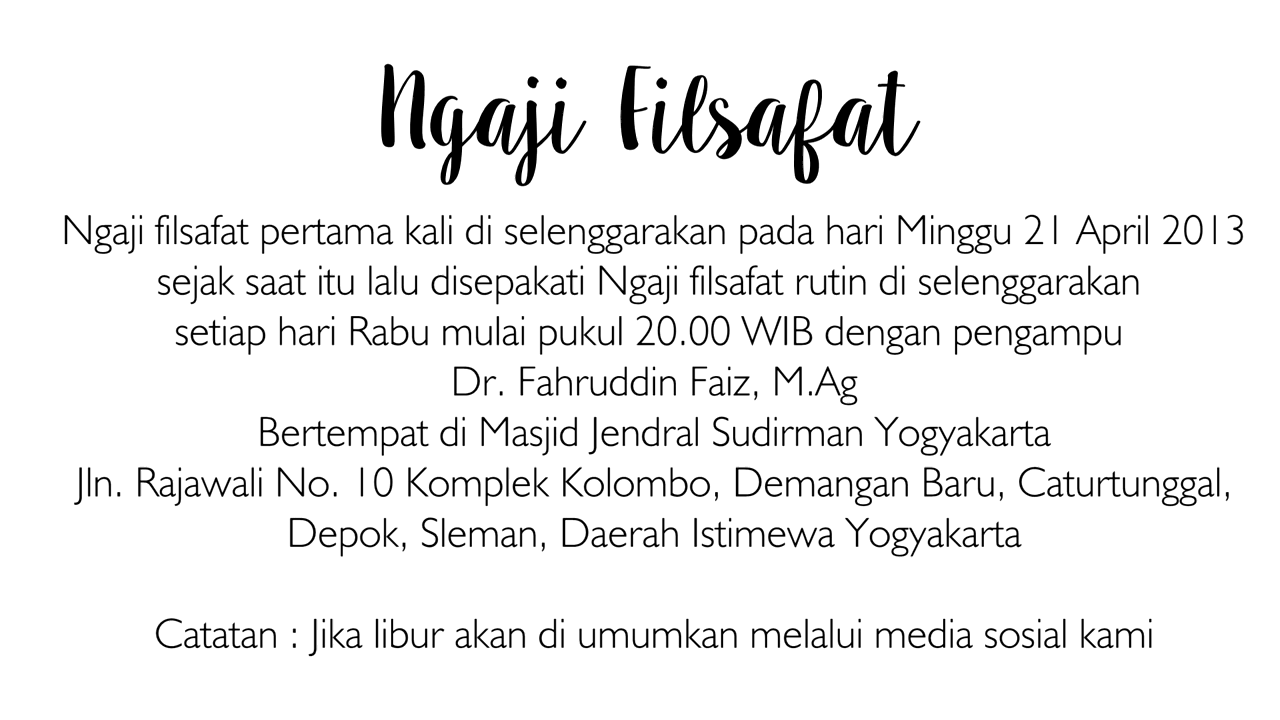 Ngaji Filsafat
Ngaji filsafat pertama kali di selenggarakan pada hari Minggu 21 April 2013
sejak saat itu lalu disepakati Ngaji filsafat rutin di selenggarakan
setiap hari Rabu mulai pukul 20.00 WIB dengan pengampu
Dr. Fahruddin Faiz, M.Ag
Bertempat di Masjid Jendral Sudirman Yogyakarta
Jln. Rajawali No. 10 Komplek Kolombo, Demangan Baru, Caturtunggal,
Depok, Sleman, Daerah Istimewa Yogyakarta
Catatan : Jika libur akan di umumkan melalui media sosial kami